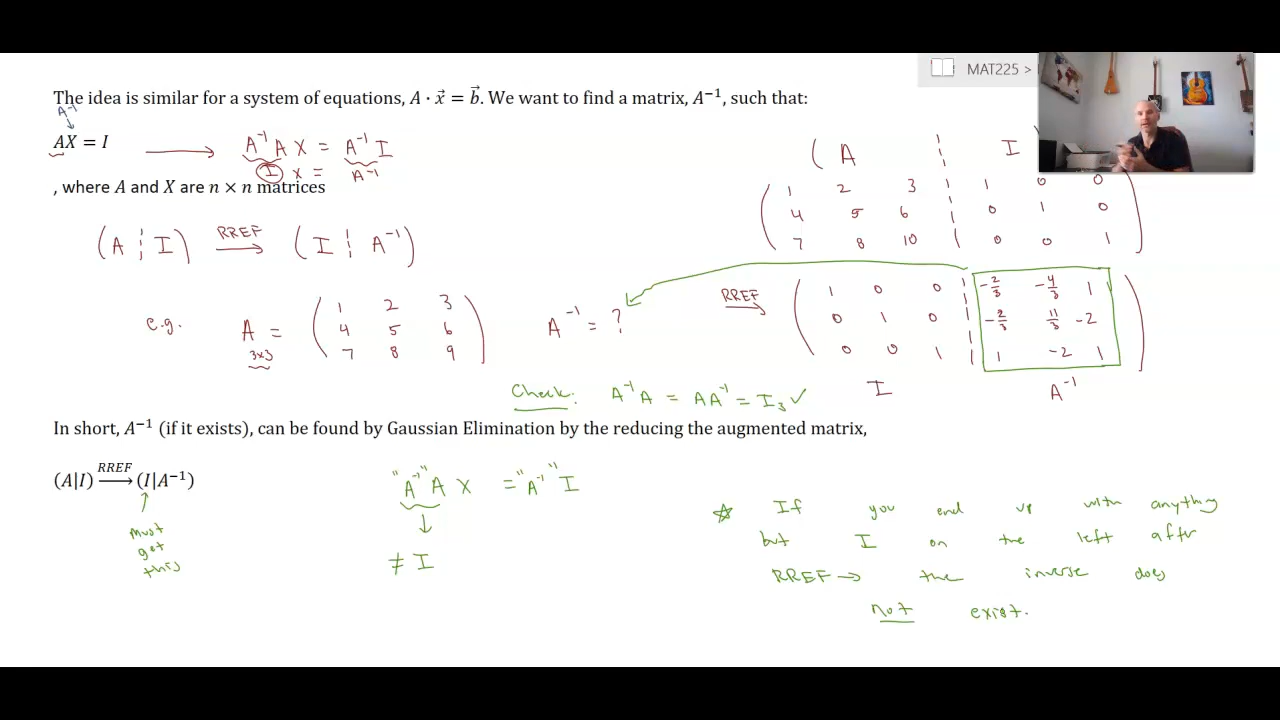 MAT225 >
The idea is similar for a system of equations, A · x⃗ = b⃗. We want to find a matrix, A⁻¹, such that:
A⁻¹
AX = I ⟶ A⁻¹ A X = A⁻¹ I
I X = A⁻¹
, where A and X are n × n matrices
( A ¦ I
( 1 2 3 ¦ 1 0 0
4 5 6 ¦ 0 1 0
7 8 10 ¦ 0 0 1 )
(A ¦ I) RREF ⟶ (I ¦ A⁻¹)
e.g. A = ( 1 2 3
4 5 6
7 8 9 )
3x3
A⁻¹ = ?
RREF ⟶ ( 1 0 0 ¦ -2/3 -4/3 1
0 1 0 ¦ -2/3 11/3 -2
0 0 1 ¦ 1 -2 1 )
I A⁻¹
Check: A⁻¹ A = A A⁻¹ = I₃ ✓
In short, A⁻¹ (if it exists), can be found by Gaussian Elimination by the reducing the augmented matrix,
(A|I) RREF ⟶ (I|A⁻¹)
must
get
this
"A⁻¹" A X = "A⁻¹" I
↓
≠ I
☆ If you end up with anything
but I on the left after
RREF → the inverse does
not exist.